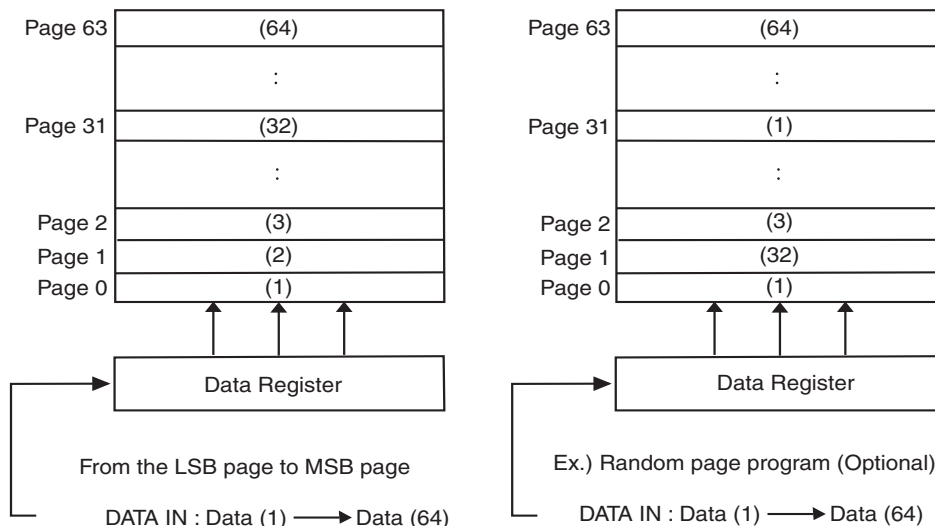 Page 63 (64)
:
Page 31 (32)
:
Page 2 (3)
Page 1 (2)
Page 0 (1)
Data Register
From the LSB page to MSB page
DATA IN : Data (1) → Data (64)
Page 63 (64)
:
Page 31 (1)
:
Page 2 (3)
Page 1 (32)
Page 0 (1)
Data Register
Ex.) Random page program (Optional)
DATA IN : Data (1) → Data (64)